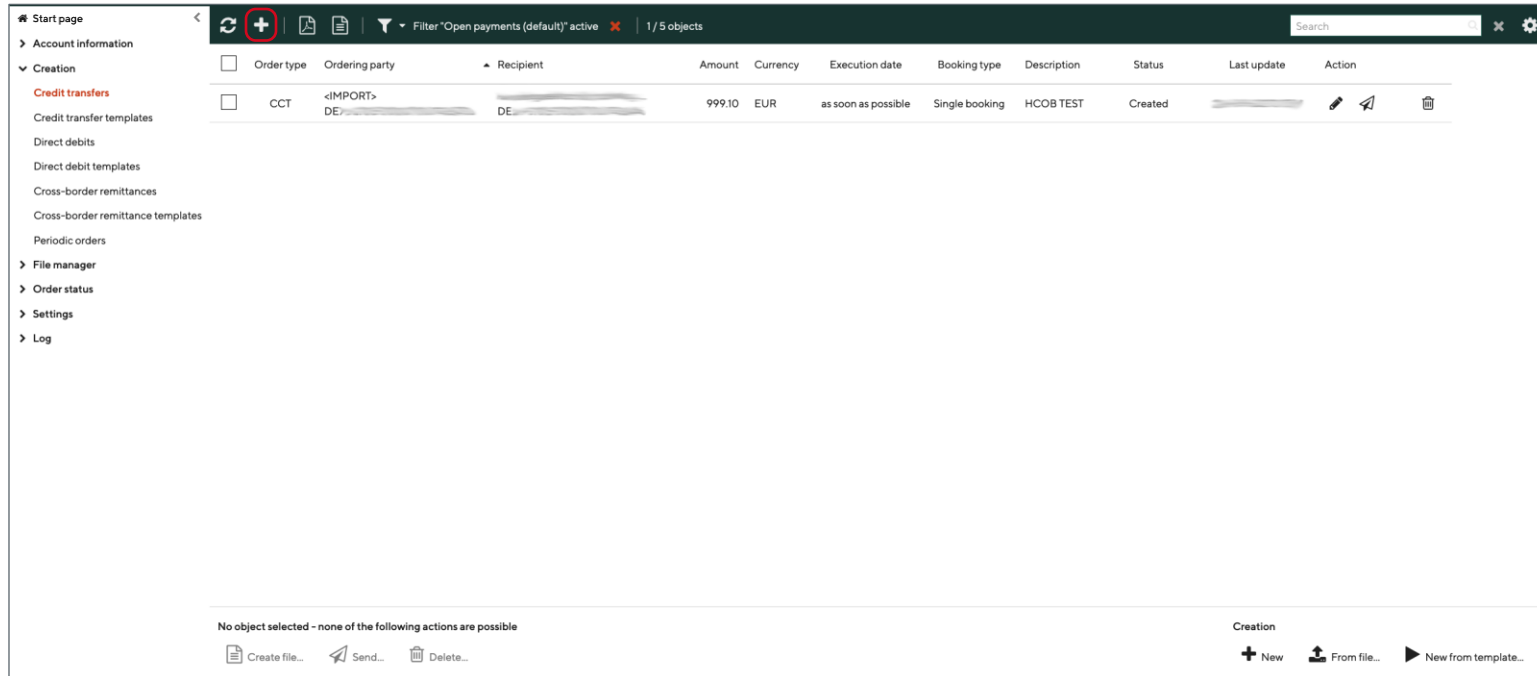 Start page
Account information
Creation
Credit transfers
Credit transfer templates
Direct debits
Direct debit templates
Cross-border remittances
Cross-border remittance templates
Periodic orders
File manager
Order status
Settings
Log
Filter "Open payments (default)" active 1 / 5 objects Search
Order type Ordering party Recipient Amount Currency Execution date Booking type Description Status Last update Action
<IMPORT>
CCT 999.10 EUR as soon as possible Single booking HCOB TEST Created
DE DE
No object selected - none of the following actions are possible
Create file... Send... Delete...
Creation
New From file... New from template...